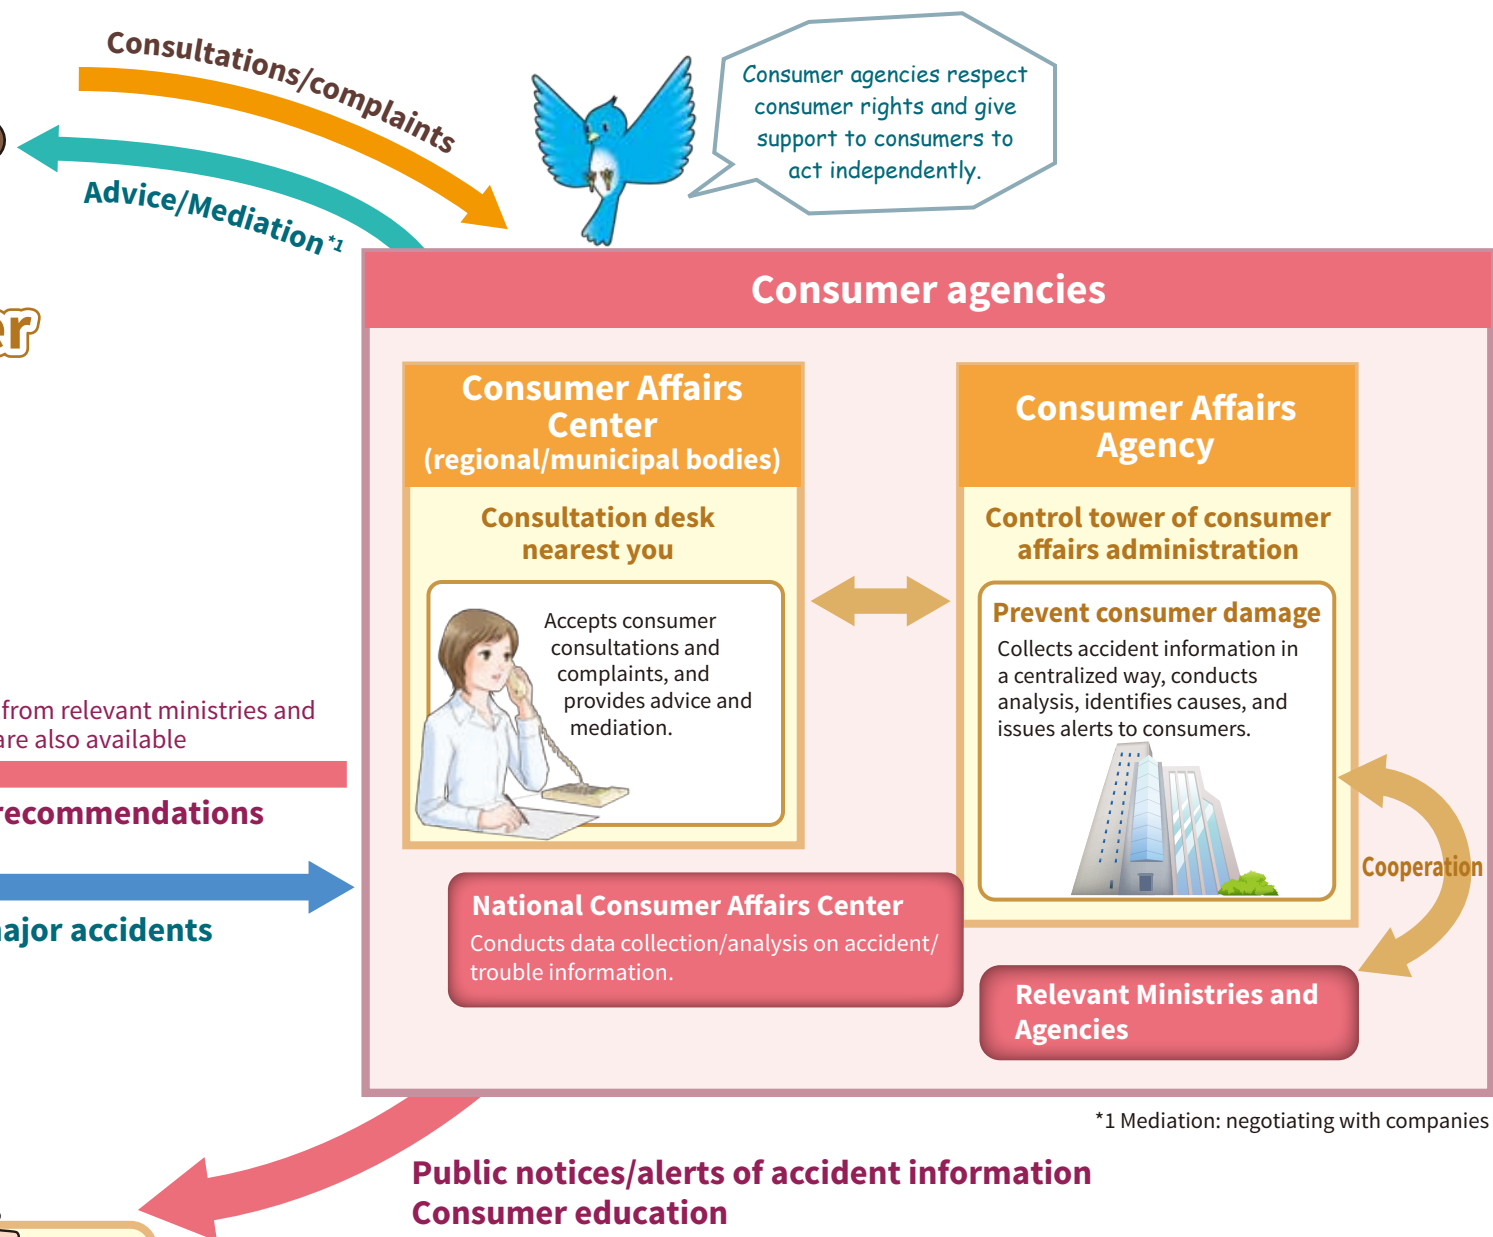 Consultations/complaints
Advice/Mediation*1
Consumer agencies respect
consumer rights and give
support to consumers to
act independently.
er
Consumer agencies
Consumer Affairs
Center
(regional/municipal bodies)
Consultation desk
nearest you
Accepts consumer
consultations and
complaints, and
provides advice and
mediation.
Consumer Affairs
Agency
Control tower of consumer
affairs administration
Prevent consumer damage
Collects accident information in
a centralized way, conducts
analysis, identifies causes, and
issues alerts to consumers.
from relevant ministries and
are also available
recommendations
major accidents
Cooperation
National Consumer Affairs Center
Conducts data collection/analysis on accident/
trouble information.
Relevant Ministries and
Agencies
*1 Mediation: negotiating with companies
Public notices/alerts of accident information
Consumer education